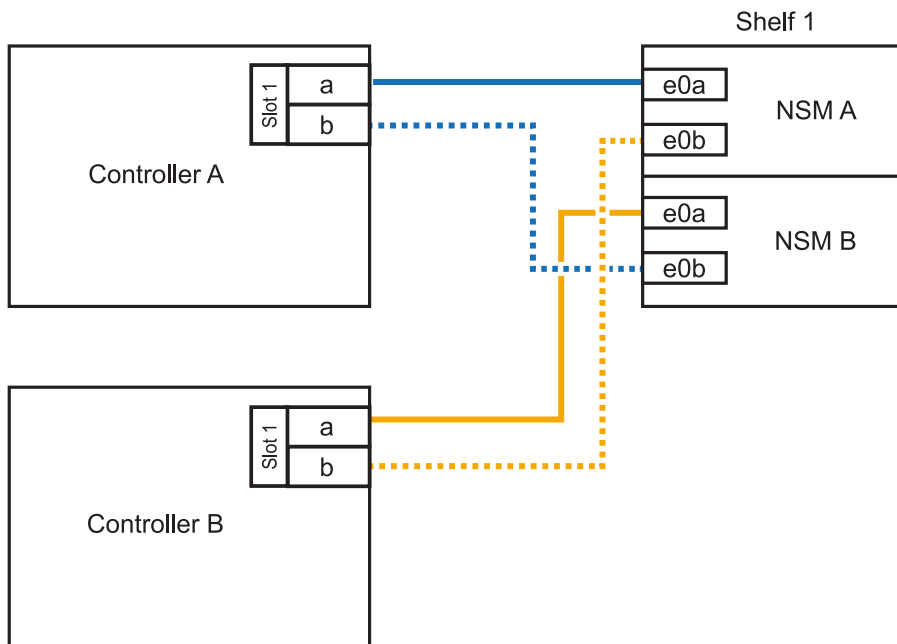 Shelf 1
Slot 1
a
b
Controller A
e0a
e0b
NSM A
e0a
e0b
NSM B
Slot 1
a
b
Controller B